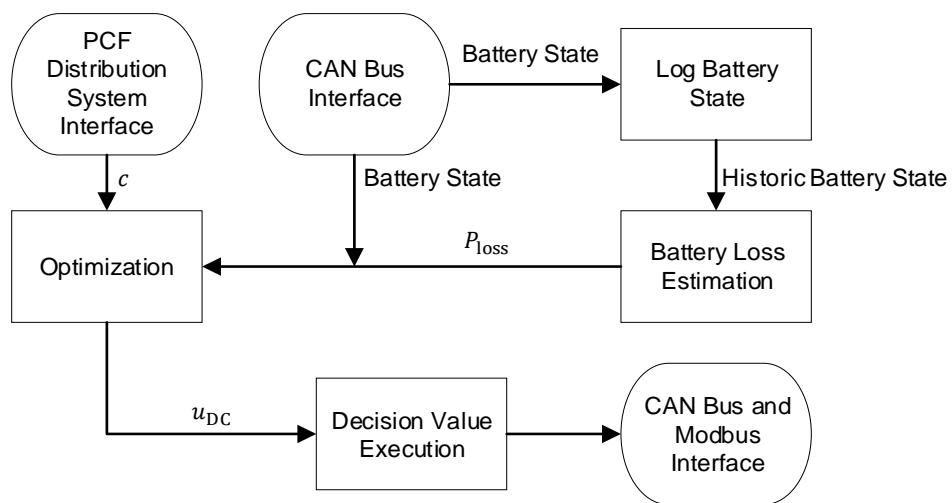 PCF
Distribution
System
Interface
CAN Bus
Interface
Battery State
Log Battery
State
c
Battery State
Historic Battery State
Optimization
P_loss
Battery Loss
Estimation
u_DC
Decision Value
Execution
CAN Bus and
Modbus
Interface